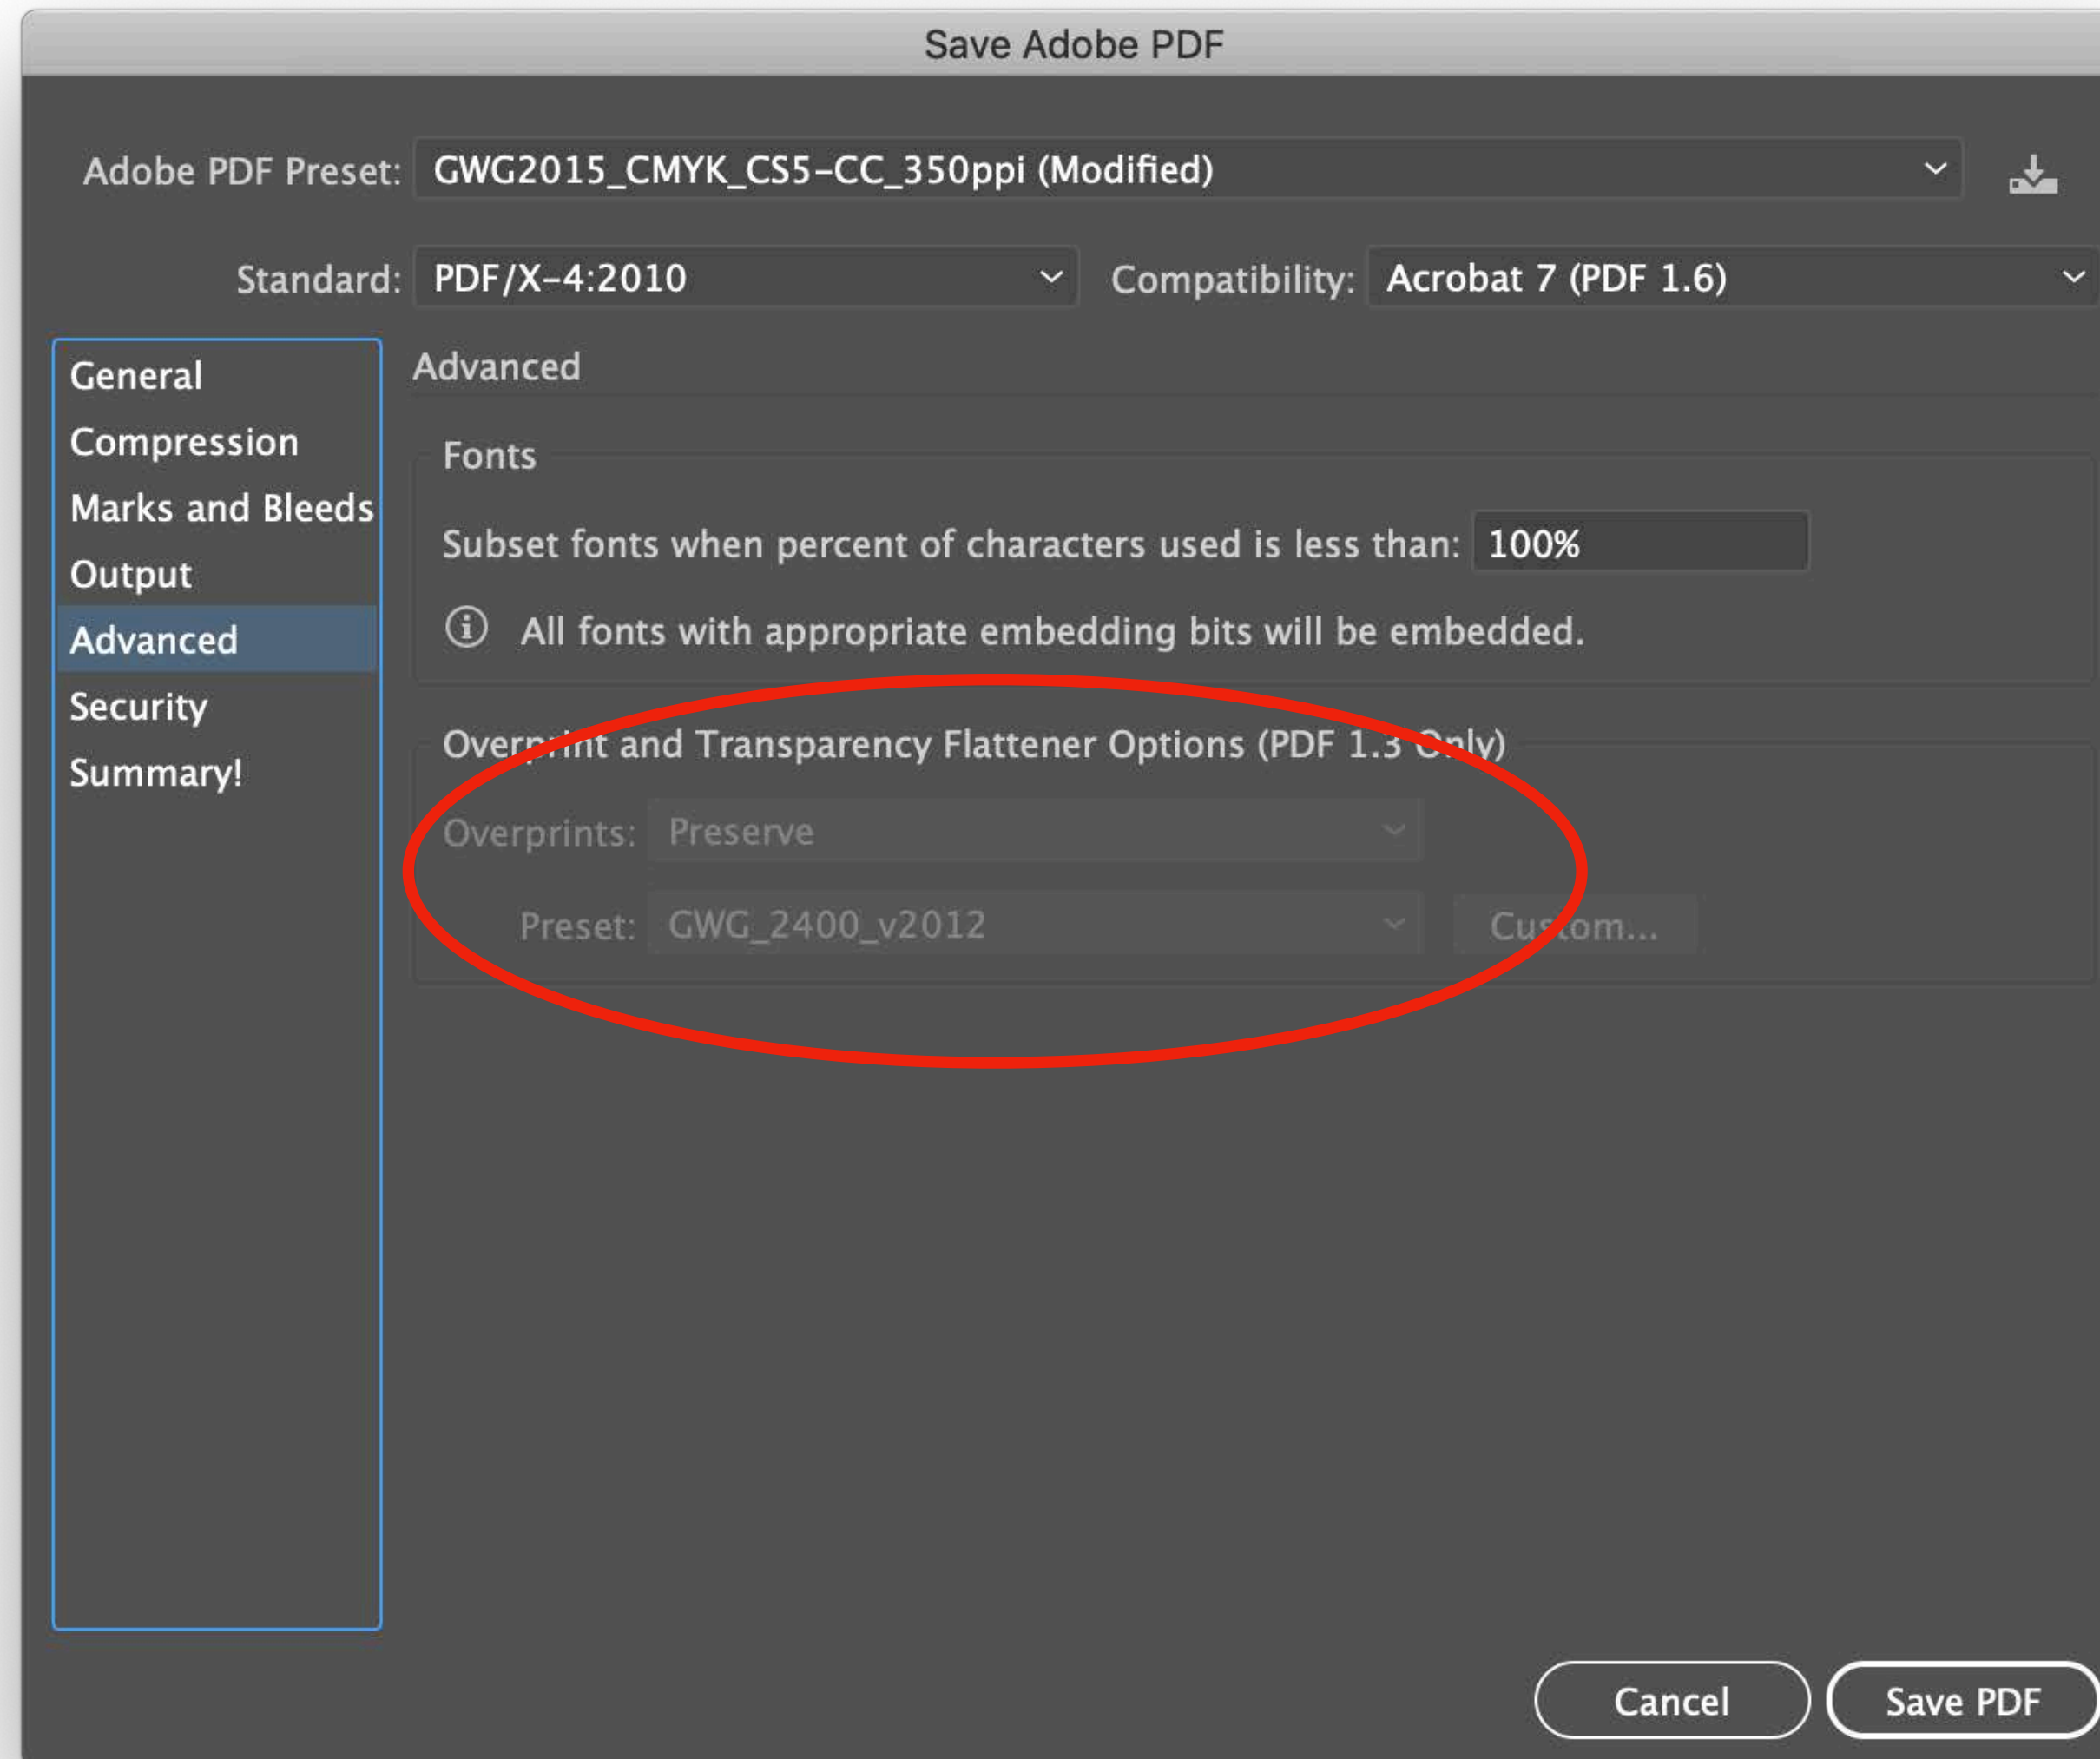 Save Adobe PDF
Adobe PDF Preset: GWG2015_CMYK_CS5-CC_350ppi (Modified)
Standard: PDF/X-4:2010 Compatibility: Acrobat 7 (PDF 1.6)
General
Compression
Marks and Bleeds
Output
Advanced
Security
Summary!
Advanced
Fonts
Subset fonts when percent of characters used is less than: 100%
All fonts with appropriate embedding bits will be embedded.
Overprint and Transparency Flattener Options (PDF 1.3 Only)
Overprints: Preserve
Preset: GWG_2400_v2012 Custom...
Cancel Save PDF